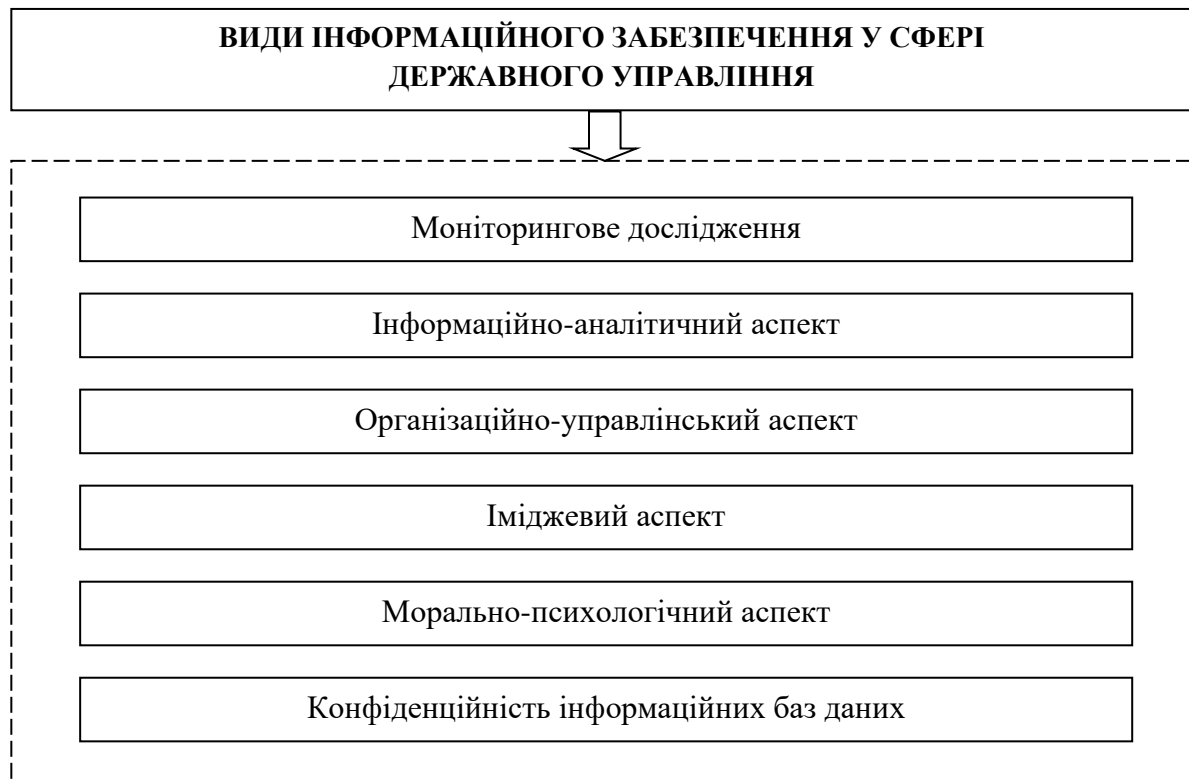 ВИДИ ІНФОРМАЦІЙНОГО ЗАБЕЗПЕЧЕННЯ У СФЕРІ
ДЕРЖАВНОГО УПРАВЛІННЯ
Моніторингове дослідження
Інформаційно-аналітичний аспект
Організаційно-управлінський аспект
Іміджевий аспект
Морально-психологічний аспект
Конфіденційність інформаційних баз даних